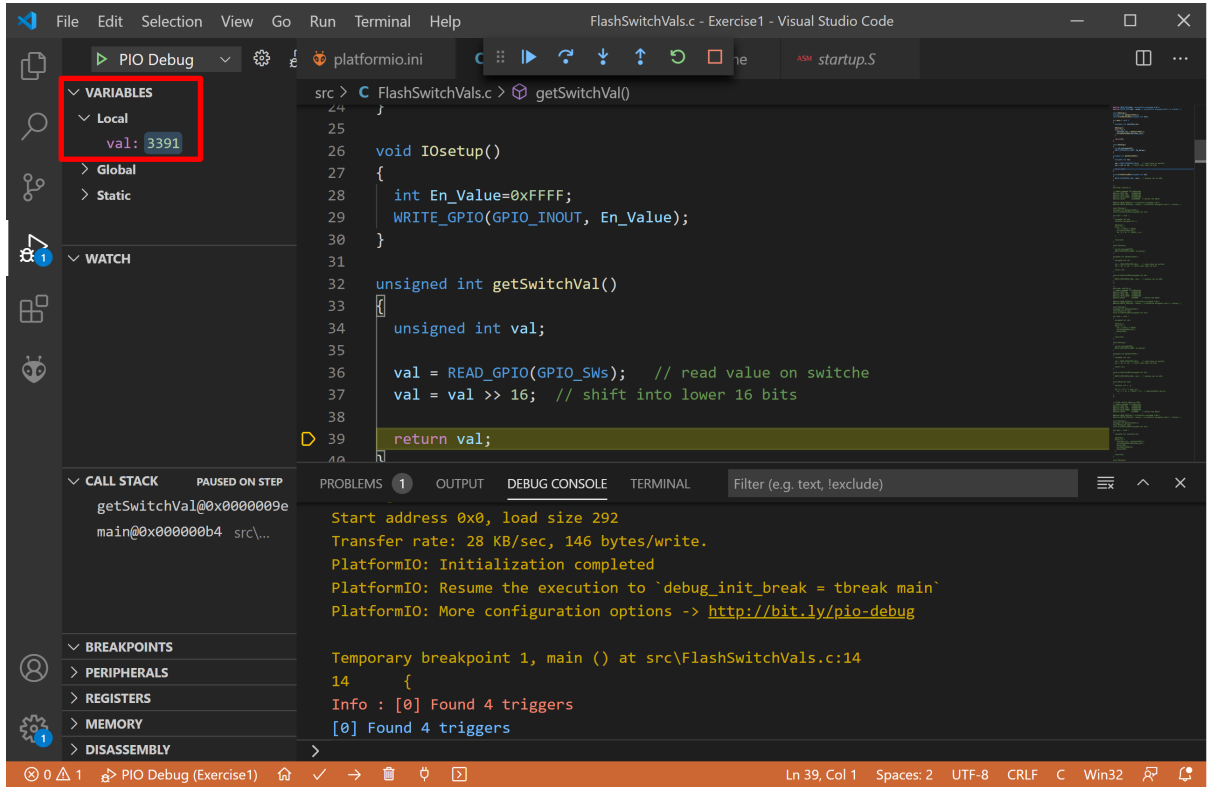 File Edit Selection View Go Run Terminal Help FlashSwitchVals.c - Exercise1 - Visual Studio Code
PIO Debug
platformio.ini
C
ne
ASM startup.S
VARIABLES
Local
val: 3391
Global
Static
WATCH
CALL STACK PAUSED ON STEP
getSwitchVal@0x0000009e
main@0x000000b4 src\...
BREAKPOINTS
PERIPHERALS
REGISTERS
MEMORY
DISASSEMBLY
1
1
src > C FlashSwitchVals.c > getSwitchVal()
24 }
25
26 void IOsetup()
27 {
28 int En_Value=0xFFFF;
29 WRITE_GPIO(GPIO_INOUT, En_Value);
30 }
31
32 unsigned int getSwitchVal()
33 {
34 unsigned int val;
35
36 val = READ_GPIO(GPIO_SWs); // read value on switche
37 val = val >> 16; // shift into lower 16 bits
38
39 return val;
40 }
PROBLEMS 1 OUTPUT DEBUG CONSOLE TERMINAL Filter (e.g. text, !exclude)
Start address 0x0, load size 292
Transfer rate: 28 KB/sec, 146 bytes/write.
PlatformIO: Initialization completed
PlatformIO: Resume the execution to `debug_init_break = tbreak main`
PlatformIO: More configuration options -> http://bit.ly/pio-debug
Temporary breakpoint 1, main () at src\FlashSwitchVals.c:14
14 {
Info : [0] Found 4 triggers
[0] Found 4 triggers
>
0 1 PIO Debug (Exercise1) Ln 39, Col 1 Spaces: 2 UTF-8 CRLF C Win32